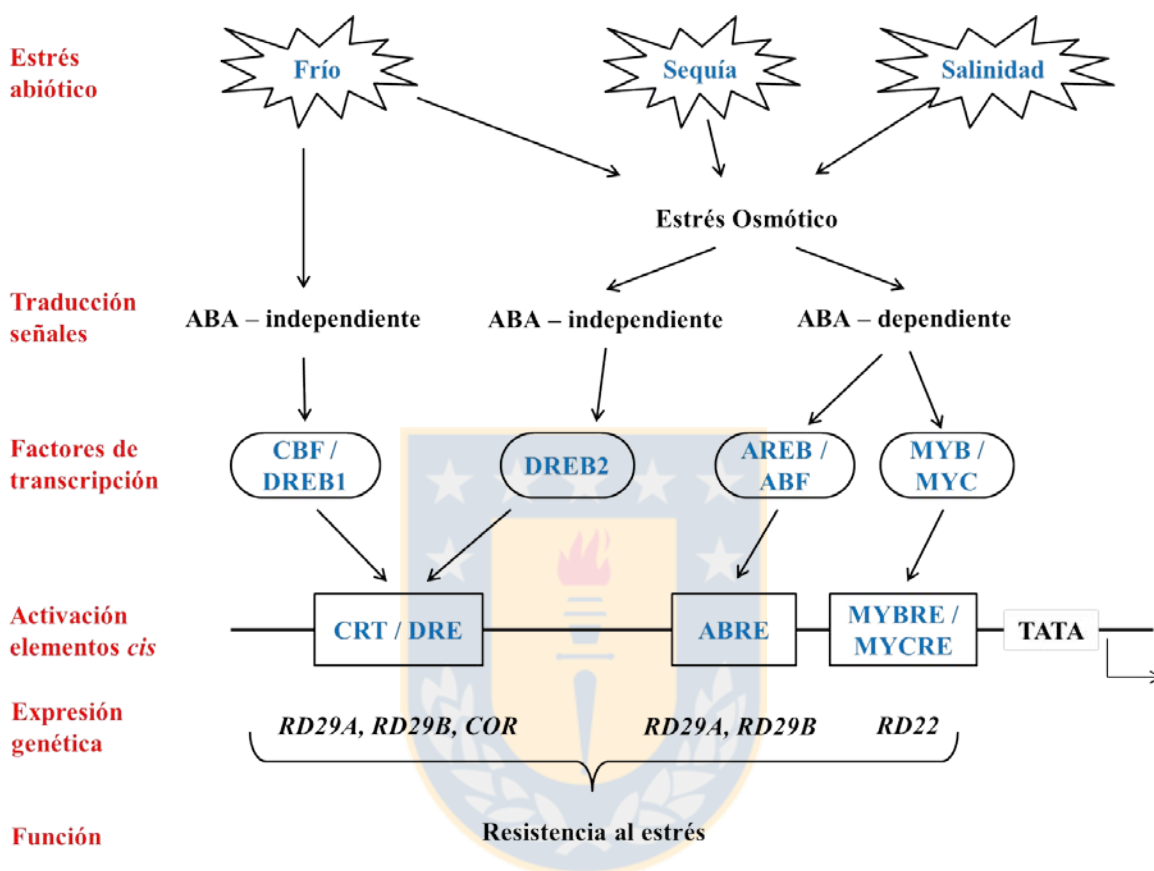 Estrés
abiótico
Frío
Sequía
Salinidad
Estrés Osmótico
Traducción
señales
ABA – independiente
ABA – independiente
ABA – dependiente
Factores de
transcripción
CBF /
DREB1
DREB2
AREB /
ABF
MYB /
MYC
Activación
elementos cis
CRT / DRE
ABRE
MYBRE /
MYCRE
TATA
Expresión
genética
RD29A, RD29B, COR
RD29A, RD29B
RD22
Función
Resistencia al estrés